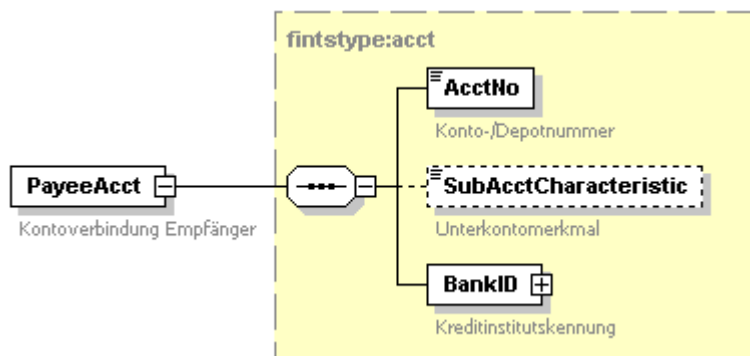 fintstype:acct
AcctNo
Konto-/Depotnummer
PayeeAcct
Kontoverbindung Empfänger
SubAcctCharacteristic
Unterkontomerkmal
BankID
Kreditinstitutskennung